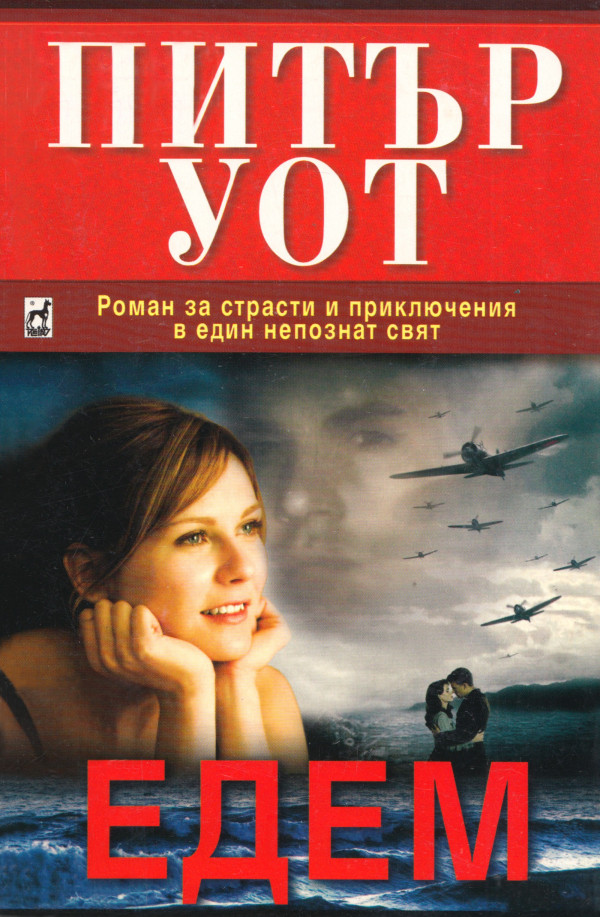 ПИТЪР
УОТ
Роман за страсти и приключения
в един непознат свят
ЕДЕМ